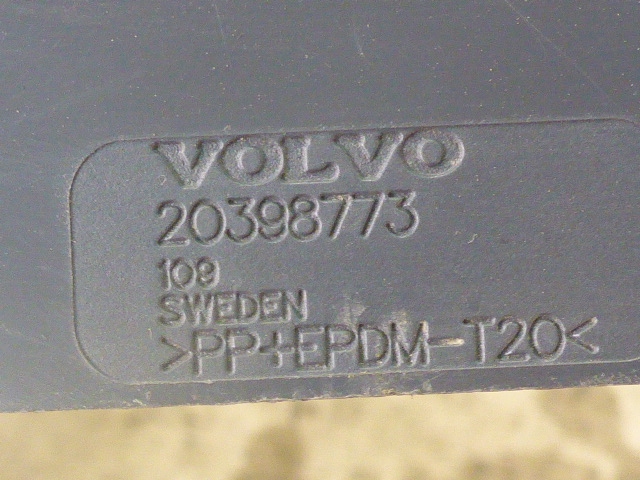 VOLVO
20398773
109
SWEDEN
>PP+EPDM-T20<